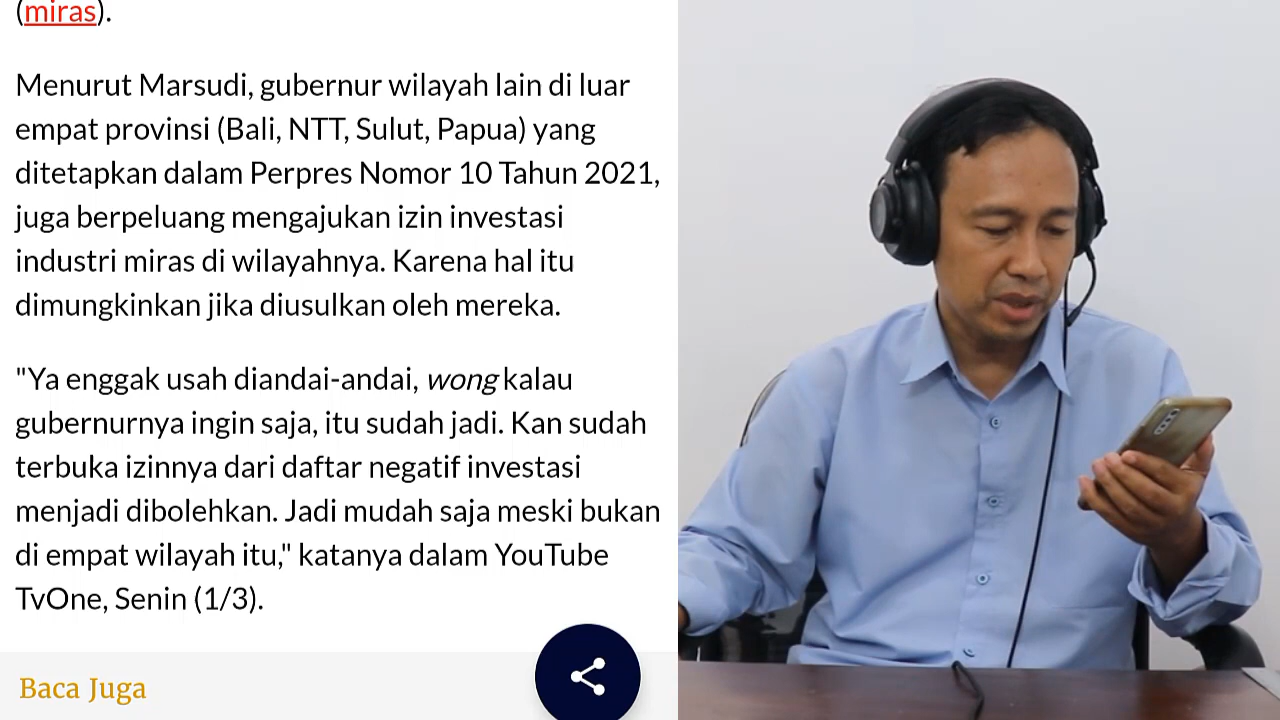 (miras).
Menurut Marsudi, gubernur wilayah lain di luar
empat provinsi (Bali, NTT, Sulut, Papua) yang
ditetapkan dalam Perpres Nomor 10 Tahun 2021,
juga berpeluang mengajukan izin investasi
industri miras di wilayahnya. Karena hal itu
dimungkinkan jika diusulkan oleh mereka.
"Ya enggak usah diandai-andai, wong kalau
gubernurnya ingin saja, itu sudah jadi. Kan sudah
terbuka izinnya dari daftar negatif investasi
menjadi dibolehkan. Jadi mudah saja meski bukan
di empat wilayah itu," katanya dalam YouTube
TvOne, Senin (1/3).
Baca Juga